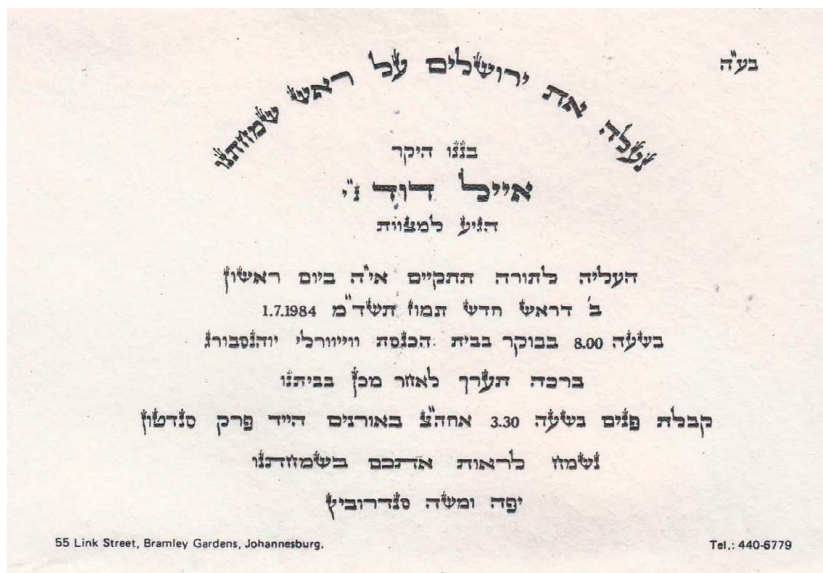 בע"ה
נעלה את ירושלים על ראש שמחתנו
בננו היקר
אייל דוד נ"י
הגיע למצוות
העליה לתורה תתקיים אי"ה ביום ראשון
ב' דראש חדש תמוז תשד"מ 1.7.1984
בשעה 8.00 בבוקר בבית הכנסת ווייוורלי יוהנסבורג
ברכה תערך לאחר מכן בביתנו
קבלת פנים בשעה 3.30 אחה"צ באורנים הייד פרק סנדטון
נשמח לראות אתכם בשמחתנו
יפה ומשה סנדרוביץ
55 Link Street, Bramley Gardens, Johannesburg.
Tel.: 440-6779